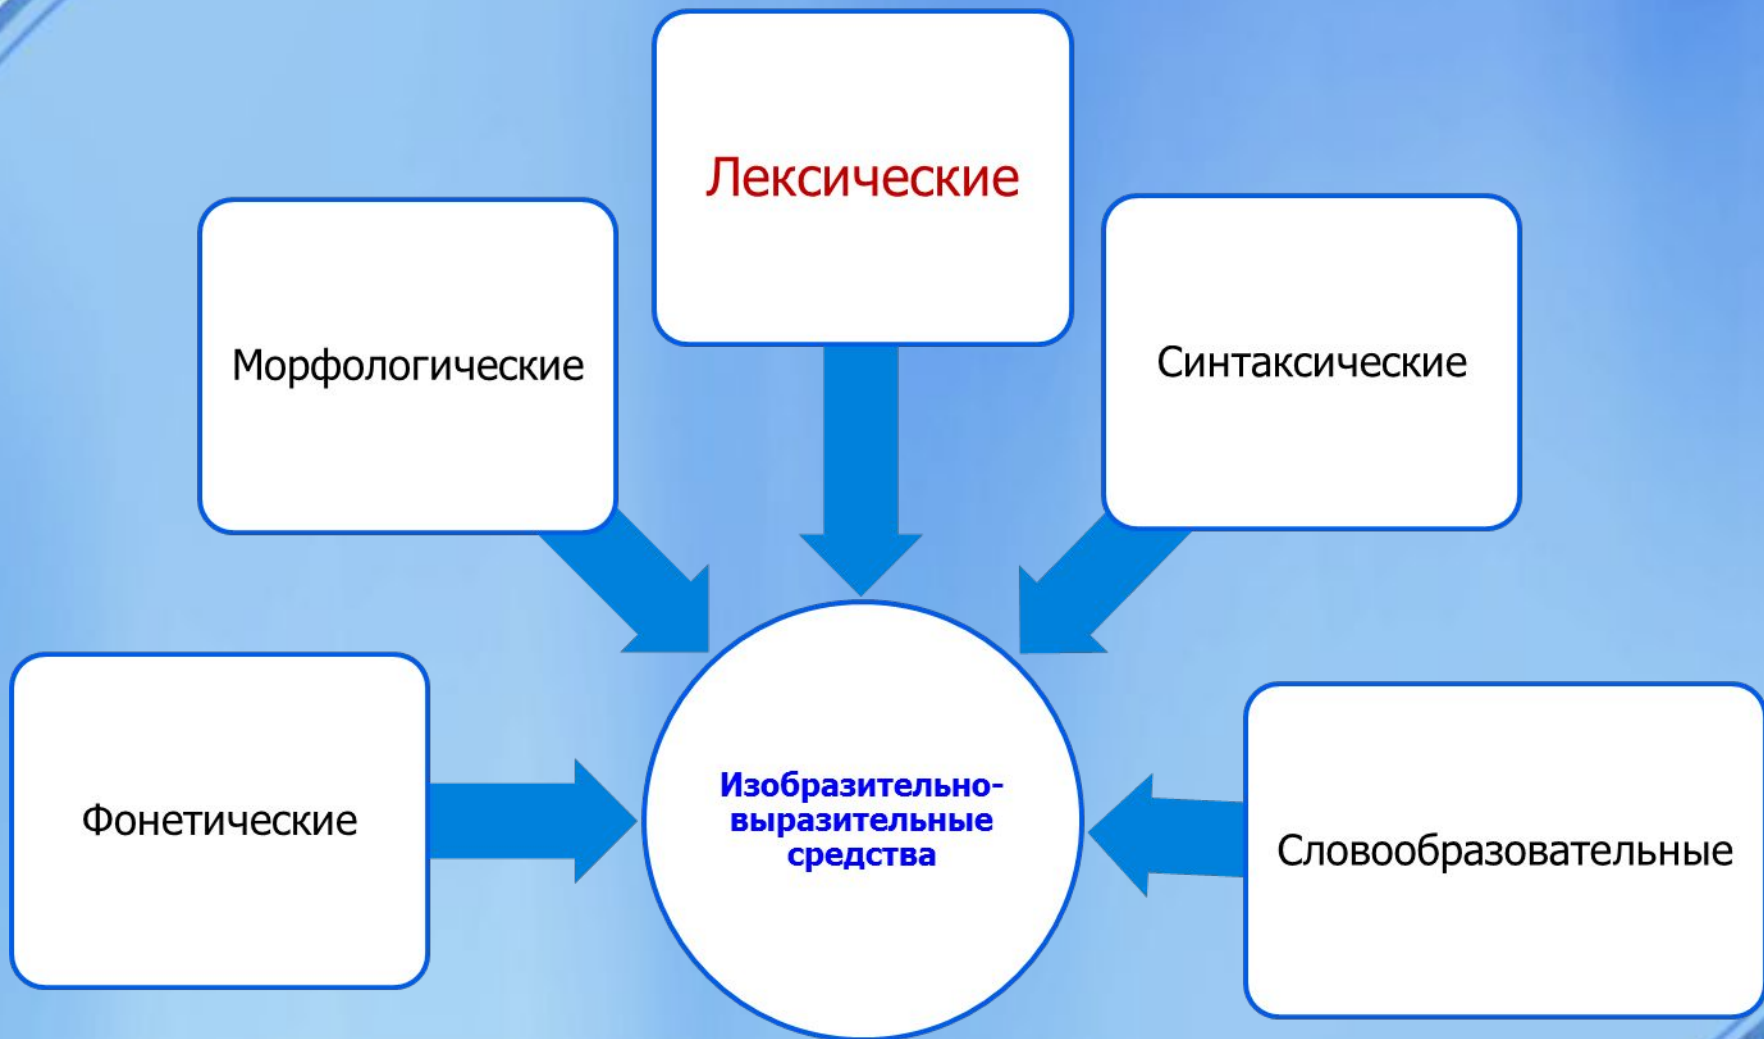 Лексические
Морфологические
Синтаксические
Фонетические
Изобразительно-
выразительные
средства
Словообразовательные